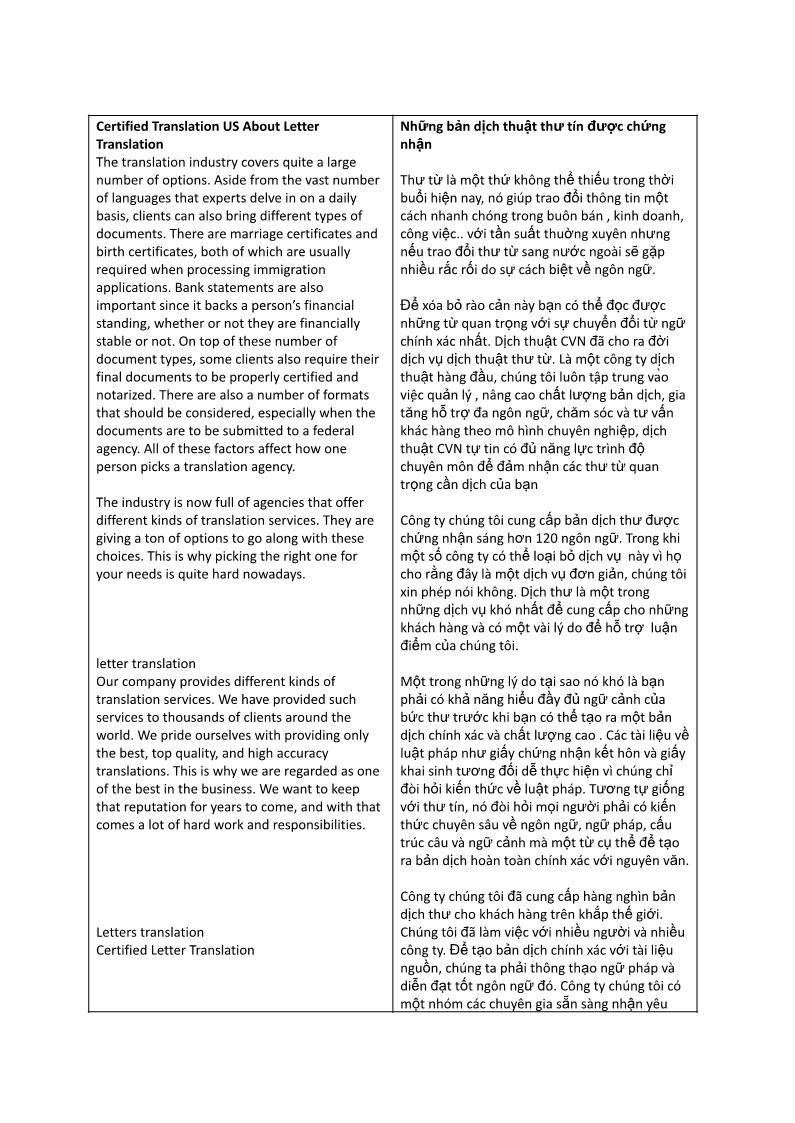 Certified Translation US About Letter
Translation
The translation industry covers quite a large
number of options. Aside from the vast number
of languages that experts delve in on a daily
basis, clients can also bring different types of
documents. There are marriage certificates and
birth certificates, both of which are usually
required when processing immigration
applications. Bank statements are also
important since it backs a person’s financial
standing, whether or not they are financially
stable or not. On top of these number of
document types, some clients also require their
final documents to be properly certified and
notarized. There are also a number of formats
that should be considered, especially when the
documents are to be submitted to a federal
agency. All of these factors affect how one
person picks a translation agency.
The industry is now full of agencies that offer
different kinds of translation services. They are
giving a ton of options to go along with these
choices. This is why picking the right one for
your needs is quite hard nowadays.
letter translation
Our company provides different kinds of
translation services. We have provided such
services to thousands of clients around the
world. We pride ourselves with providing only
the best, top quality, and high accuracy
translations. This is why we are regarded as one
of the best in the business. We want to keep
that reputation for years to come, and with that
comes a lot of hard work and responsibilities.
Letters translation
Certified Letter Translation
Những bản dịch thuật thư tín được chứng
nhận
Thư từ là một thứ không thể thiếu trong thời
buổi hiện nay, nó giúp trao đổi thông tin một
cách nhanh chóng trong buôn bán , kinh doanh,
công việc.. với tần suất thường xuyên nhưng
nếu trao đổi thư từ sang nước ngoài sẽ gặp
nhiều rắc rối do sự cách biệt về ngôn ngữ.
Để xóa bỏ rào cản này bạn có thể đọc được
những từ quan trọng với sự chuyển đổi từ ngữ
chính xác nhất. Dịch thuật CVN đã cho ra đời
dịch vụ dịch thuật thư từ. Là một công ty dịch
thuật hàng đầu, chúng tôi luôn tập trung vào
việc quản lý , nâng cao chất lượng bản dịch, gia
tăng hỗ trợ đa ngôn ngữ, chăm sóc và tư vấn
khác hàng theo mô hình chuyên nghiệp, dịch
thuật CVN tự tin có đủ năng lực trình độ
chuyên môn để đảm nhận các thư từ quan
trọng cần dịch của bạn
Công ty chúng tôi cung cấp bản dịch thư được
chứng nhận sáng hơn 120 ngôn ngữ. Trong khi
một số công ty có thể loại bỏ dịch vụ  này vì họ
cho rằng đây là một dịch vụ đơn giản, chúng tôi
xin phép nói không. Dịch thư là một trong
những dịch vụ khó nhất để cung cấp cho những
khách hàng và có một vài lý do để hỗ trợ  luận
điểm của chúng tôi.
Một trong những lý do tại sao nó khó là bạn
phải có khả năng hiểu đầy đủ ngữ cảnh của
bức thư trước khi bạn có thể tạo ra một bản
dịch chính xác và chất lượng cao . Các tài liệu về
luật pháp như giấy chứng nhận kết hôn và giấy
khai sinh tương đối dễ thực hiện vì chúng chỉ
đòi hỏi kiến thức về luật pháp. Tương tự giống
với thư tín, nó đòi hỏi mọi người phải có kiến
thức chuyên sâu về ngôn ngữ, ngữ pháp, cấu
trúc câu và ngữ cảnh mà một từ cụ thể để tạo
ra bản dịch hoàn toàn chính xác với nguyên văn.
Công ty chúng tôi đã cung cấp hàng nghìn bản
dịch thư cho khách hàng trên khắp thế giới.
Chúng tôi đã làm việc với nhiều người và nhiều
công ty. Để tạo bản dịch chính xác với tài liệu
nguồn, chúng ta phải thông thạo ngữ pháp và
diễn đạt tốt ngôn ngữ đó. Công ty chúng tôi có
một nhóm các chuyên gia sẵn sàng nhận yêu